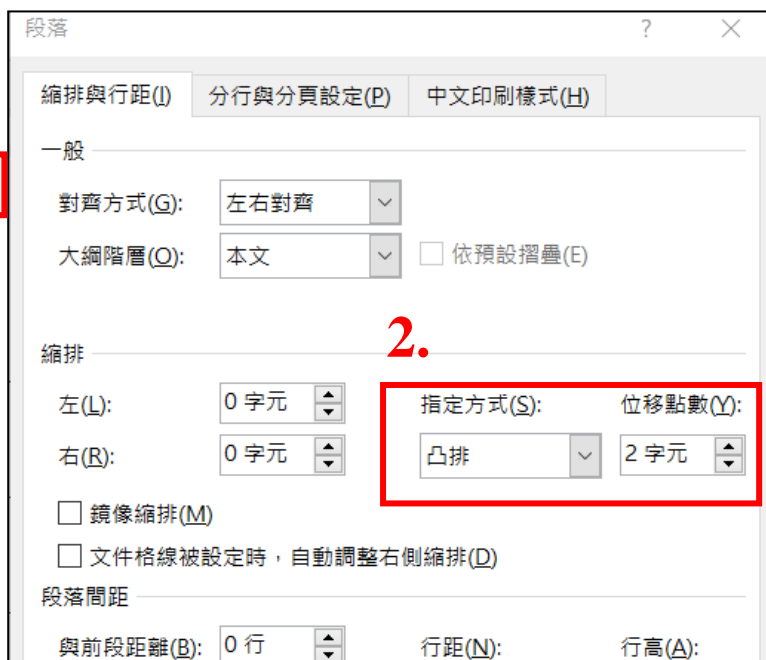 段落 ?
縮排與行距(I) 分行與分頁設定(P) 中文印刷樣式(H)
一般
對齊方式(G): 左右對齊
大綱階層(O): 本文 依預設摺疊(E)
2.
縮排
左(L): 0 字元 指定方式(S): 位移點數(Y):
右(R): 0 字元 凸排 2 字元
鏡像縮排(M)
文件格線被設定時，自動調整右側縮排(D)
段落間距
與前段距離(B): 0 行 行距(N): 行高(A):